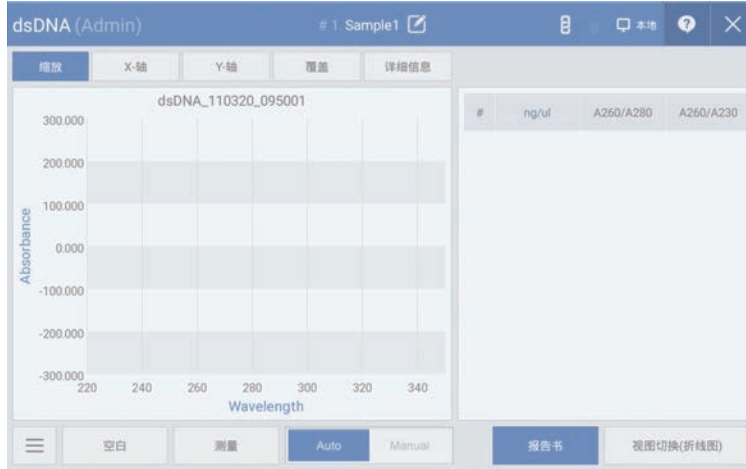 dsDNA (Admin)
# 1. Sample1
本地
?
缩放
X-轴
Y-轴
覆盖
详细信息
dsDNA_110320_095001
300.000
200.000
100.000
0.000
-100.000
-200.000
-300.000
Absorbance
220 240 260 280 300 320 340
Wavelength
# ng/ul A260/A280 A260/A230
空白
测量
Auto
Manual
报告书
视图切换(折线图)